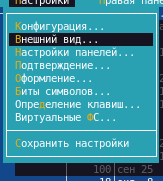 Настройки Правая пане
Конфигурация...
Внешний вид...
Настройки панелей...
Подтверждение...
Оформление...
Биты символов...
Определение клавиш...
Виртуальные ФС...
Сохранить настройки
100 сен 25